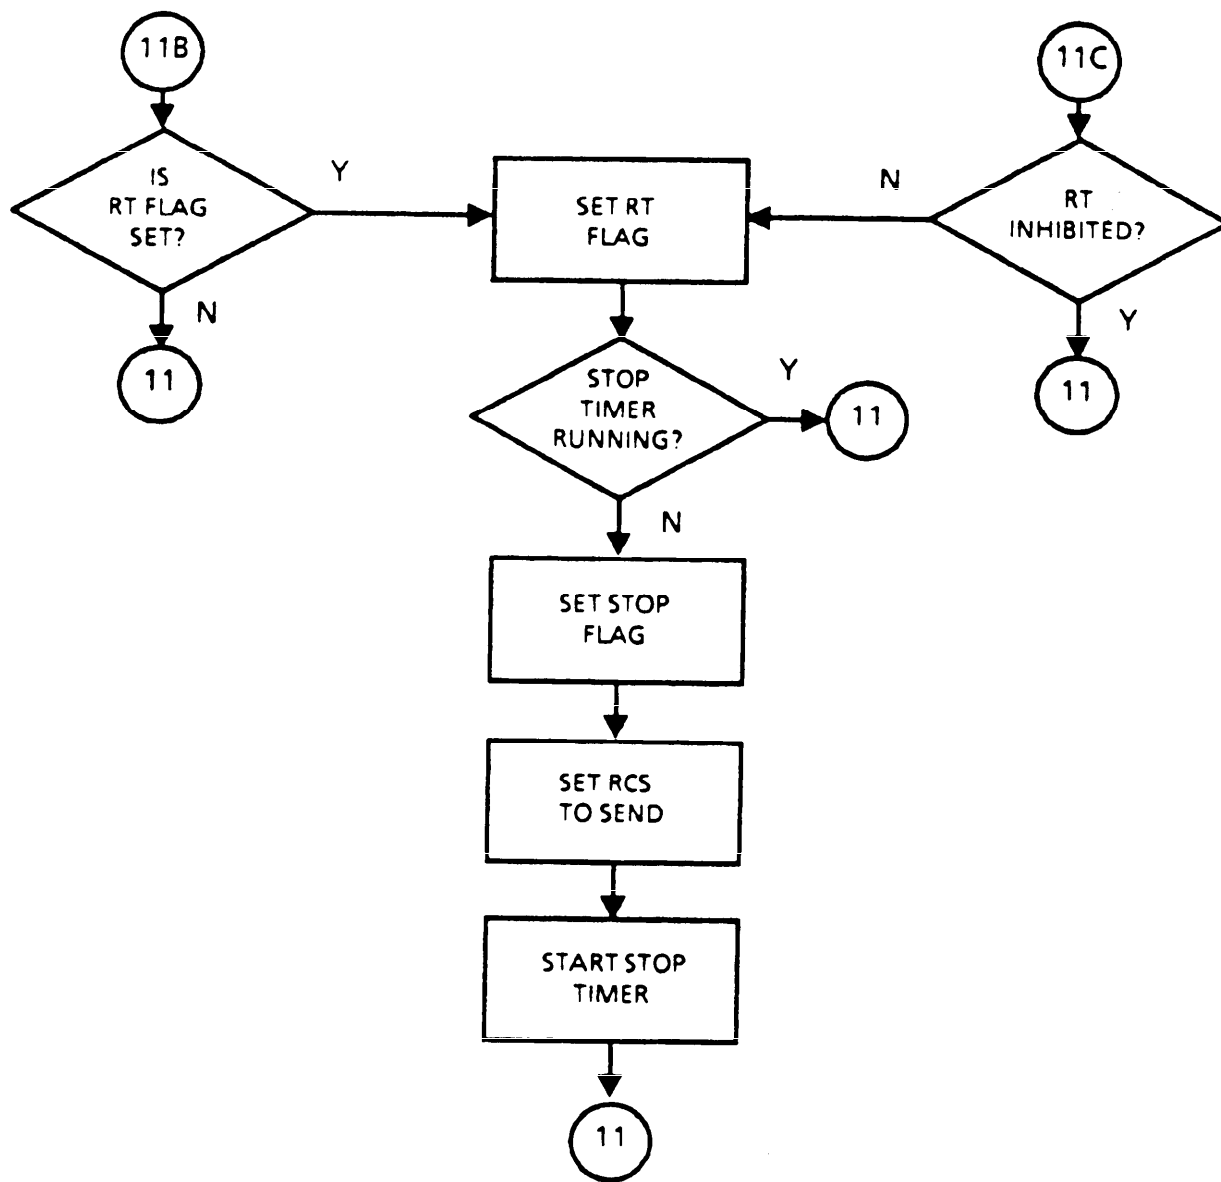 11B
11C
IS
RT FLAG
SET?
Y
SET RT
FLAG
N
RT
INHIBITED?
N
11
Y
11
STOP
TIMER
RUNNING?
Y
11
N
SET STOP
FLAG
SET RCS
TO SEND
START STOP
TIMER
11